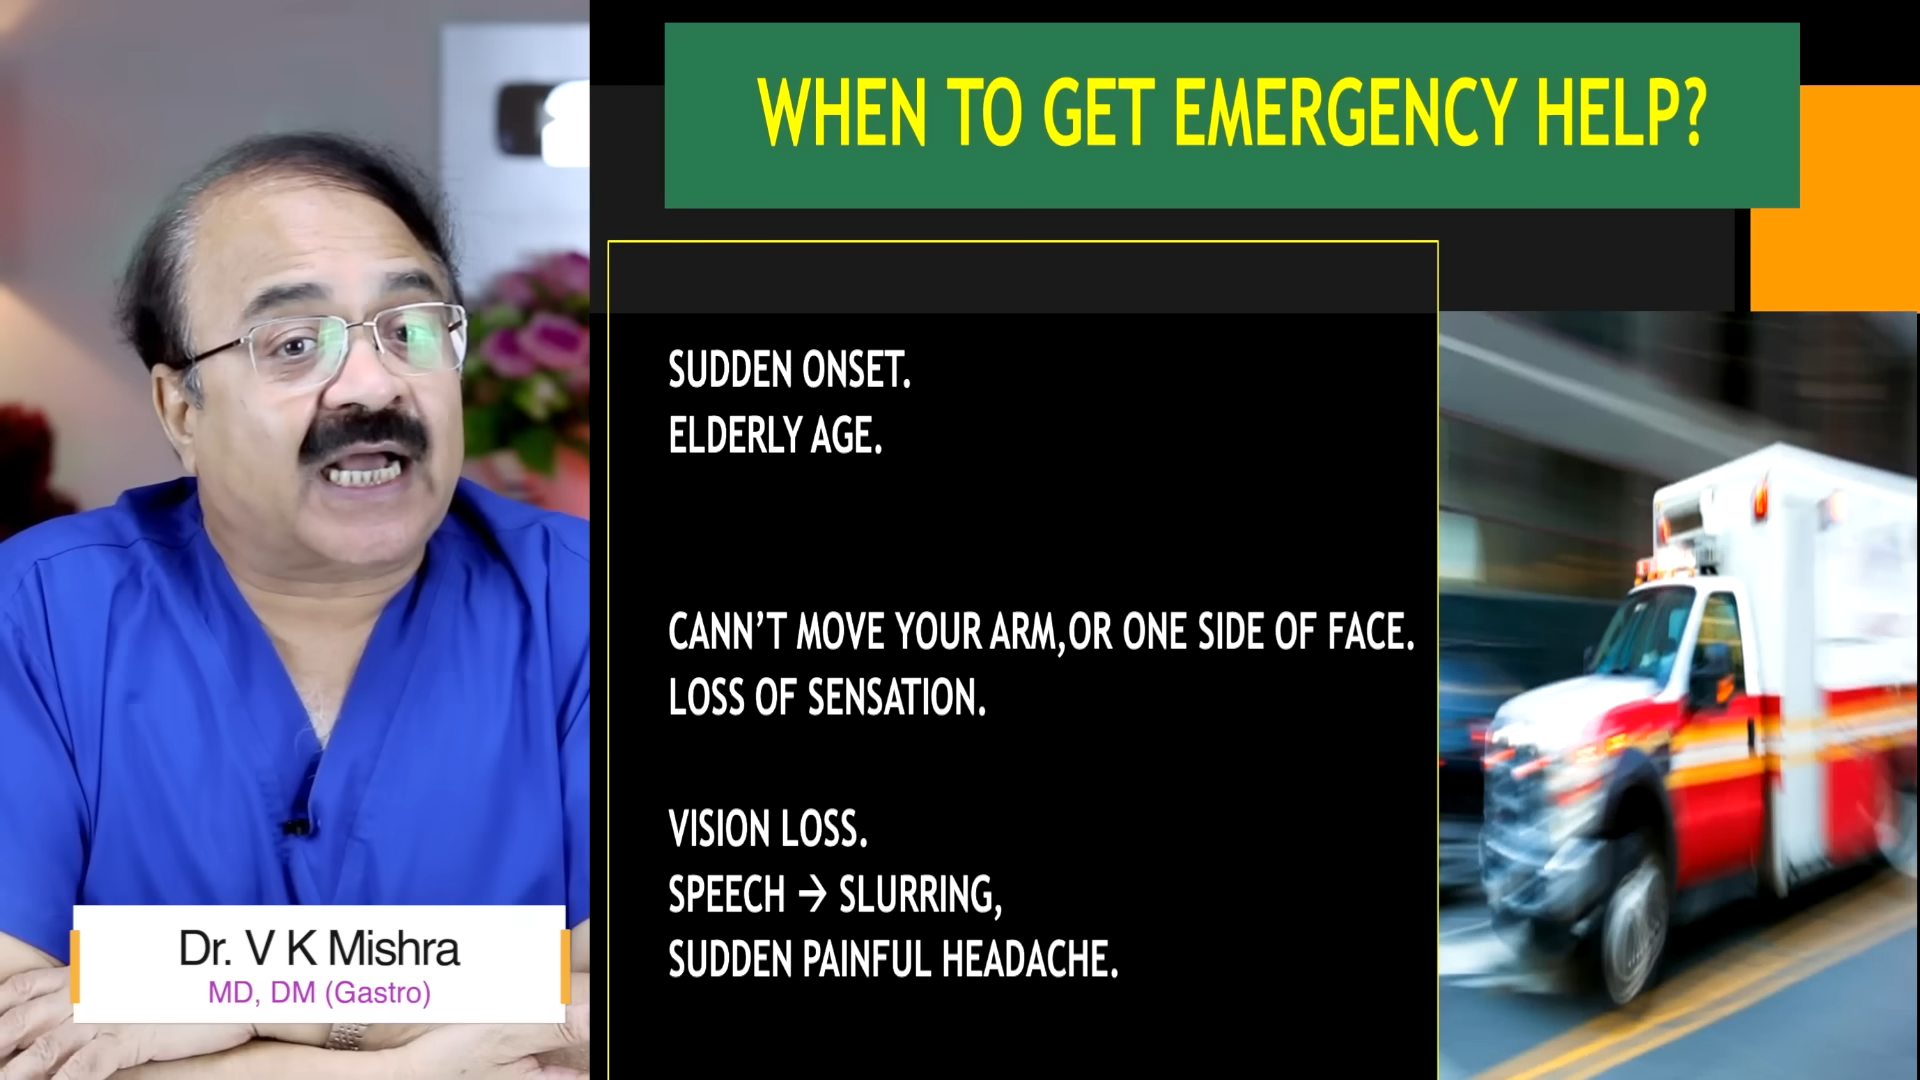 WHEN TO GET EMERGENCY HELP?
SUDDEN ONSET.
ELDERLY AGE.
CANN’T MOVE YOUR ARM,OR ONE SIDE OF FACE.
LOSS OF SENSATION.
VISION LOSS.
SPEECH → SLURRING,
SUDDEN PAINFUL HEADACHE.
Dr. V K Mishra
MD, DM (Gastro)